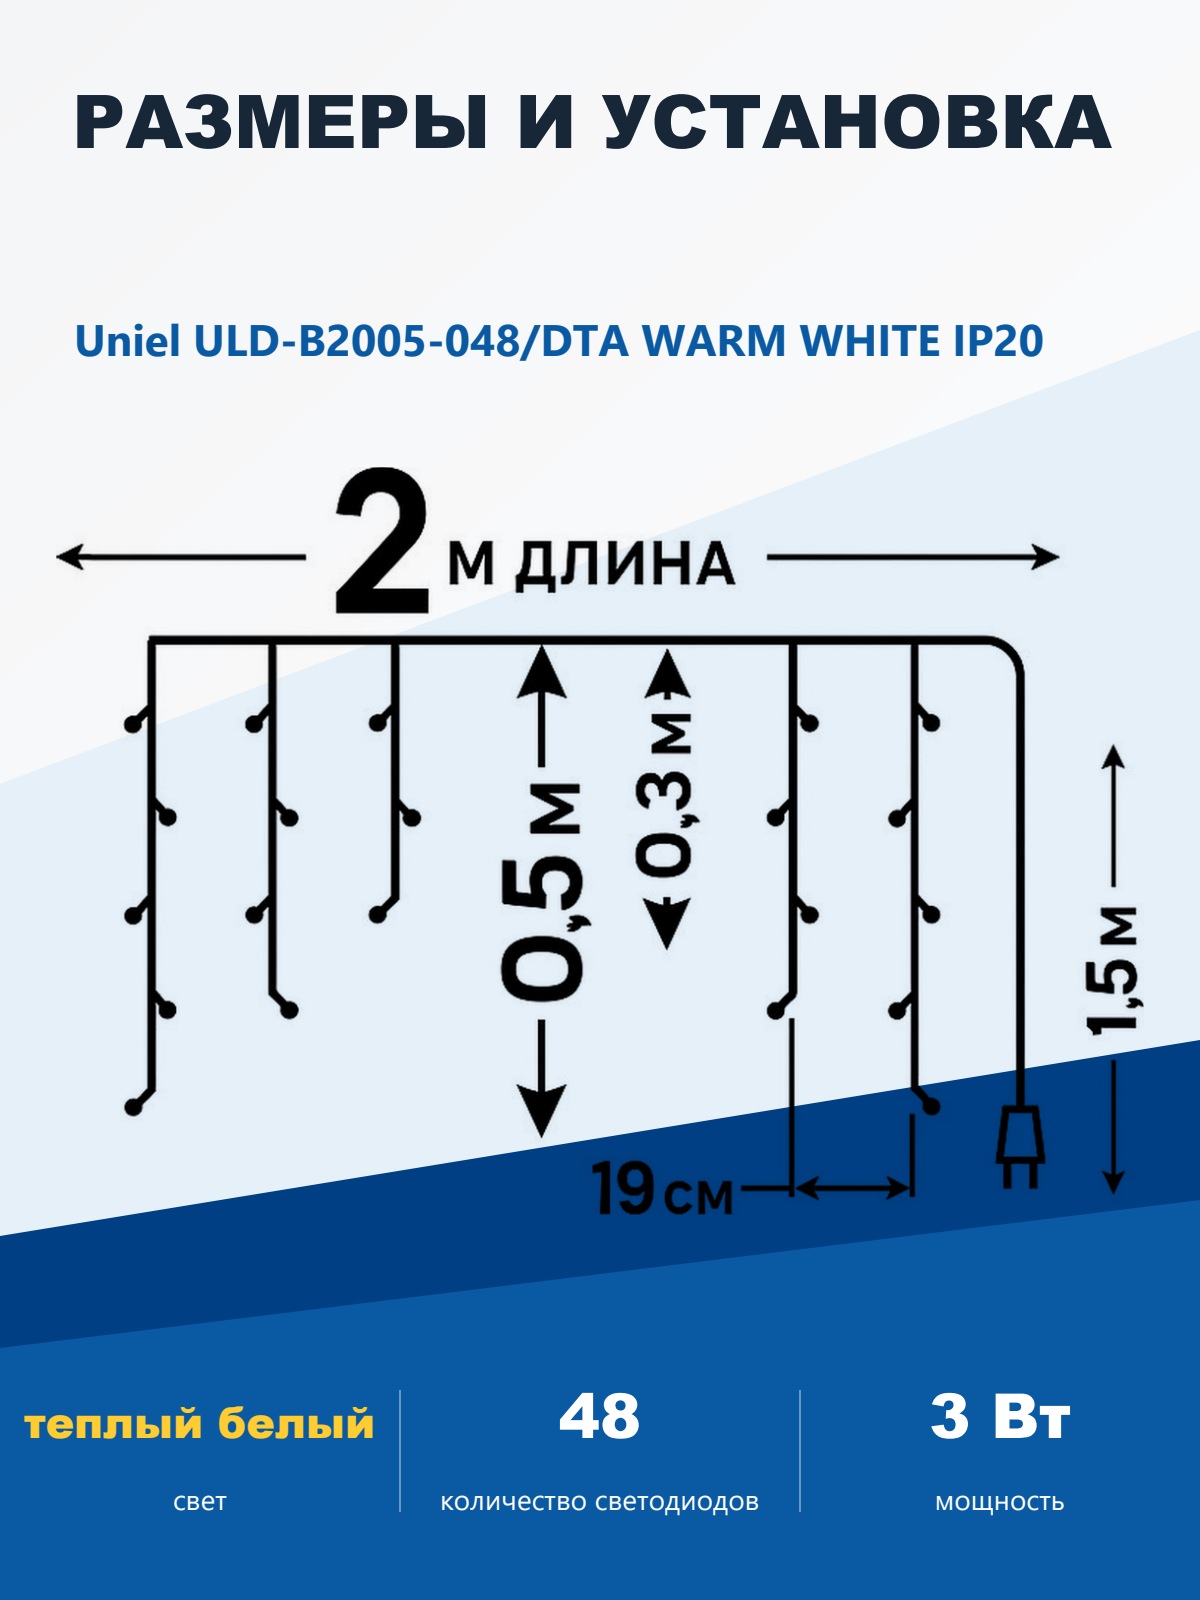 РАЗМЕРЫ И УСТАНОВКА
Uniel ULD-B2005-048/DTA WARM WHITE IP20
2 М ДЛИНА
0,5 м
0,3 м
1,5 м
19 см
теплый белый
свет
48
количество светодиодов
3 Вт
мощность